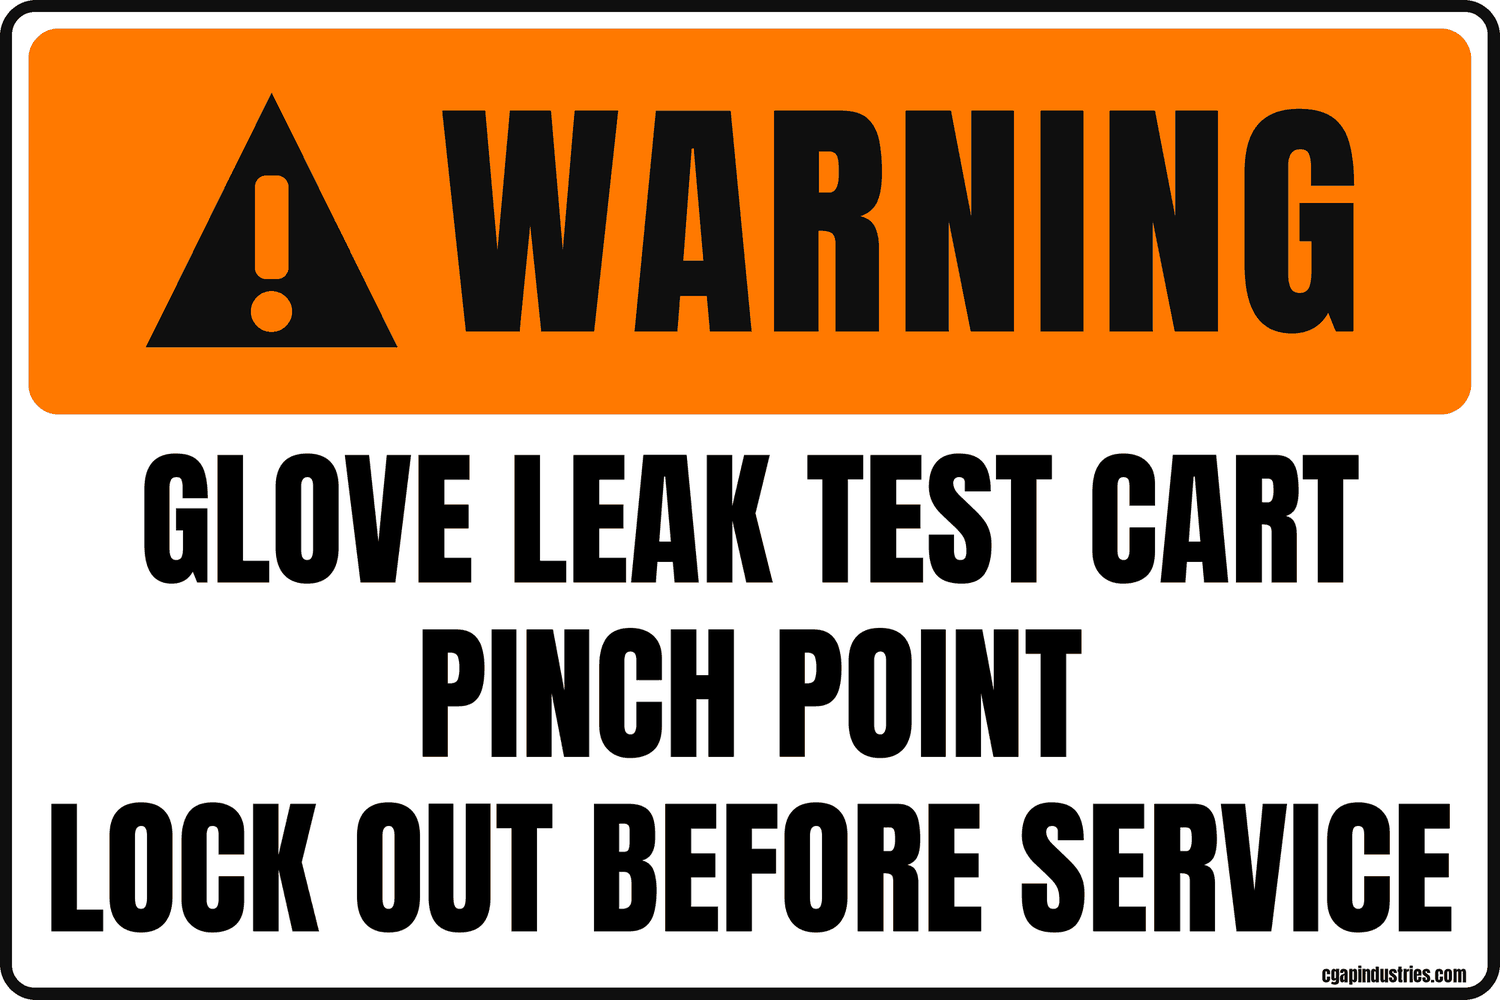 WARNING
GLOVE LEAK TEST CART
PINCH POINT
LOCK OUT BEFORE SERVICE
cgapindustries.com